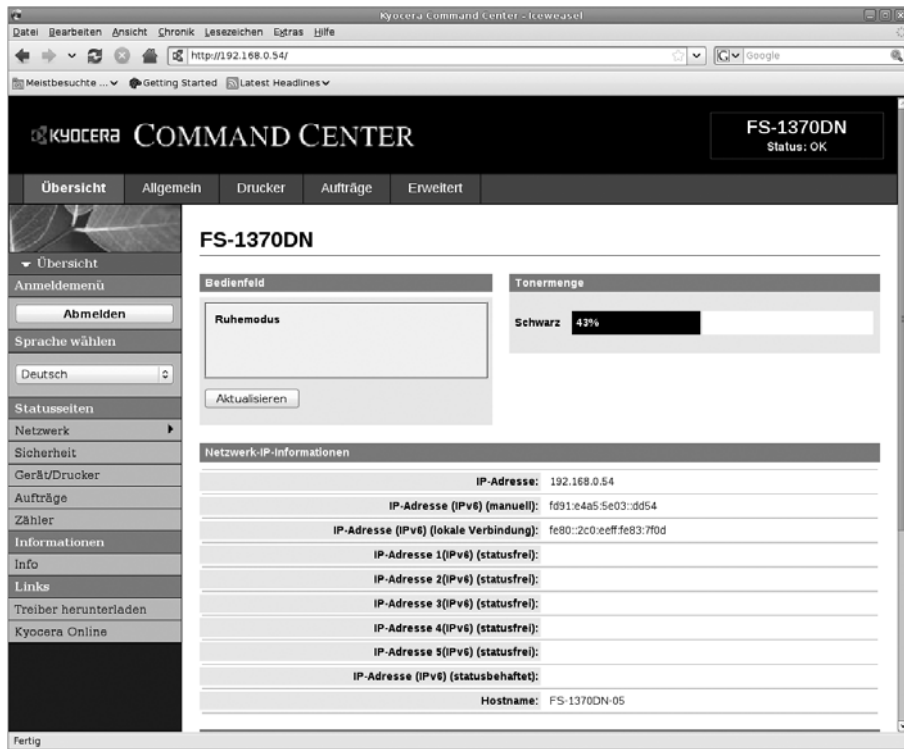 Kyocera Command Center - Iceweasel
Datei Bearbeiten Ansicht Chronik Lesezeichen Extras Hilfe
http://192.168.0.54/
Google
Meistbesuchte ... Getting Started Latest Headlines
KYOCERA COMMAND CENTER
FS-1370DN
Status: OK
Übersicht Allgemein Drucker Aufträge Erweitert
Übersicht
Anmeldemenü
Abmelden
Sprache wählen
Deutsch
Statusseiten
Netzwerk
Sicherheit
Gerät/Drucker
Aufträge
Zähler
Informationen
Info
Links
Treiber herunterladen
Kyocera Online
FS-1370DN
Bedienfeld
Ruhemodus
Aktualisieren
Tonermenge
Schwarz 43%
Netzwerk-IP-Informationen
IP-Adresse: 192.168.0.54
IP-Adresse (IPv6) (manuell): fd91:e4a5:5e03::dd54
IP-Adresse (IPv6) (lokale Verbindung): fe80::2c0:eeff:fe83:7f0d
IP-Adresse 1(IPv6) (statusfrei):
IP-Adresse 2(IPv6) (statusfrei):
IP-Adresse 3(IPv6) (statusfrei):
IP-Adresse 4(IPv6) (statusfrei):
IP-Adresse 5(IPv6) (statusfrei):
IP-Adresse (IPv6) (statusbehaftet):
Hostname: FS-1370DN-05
Fertig